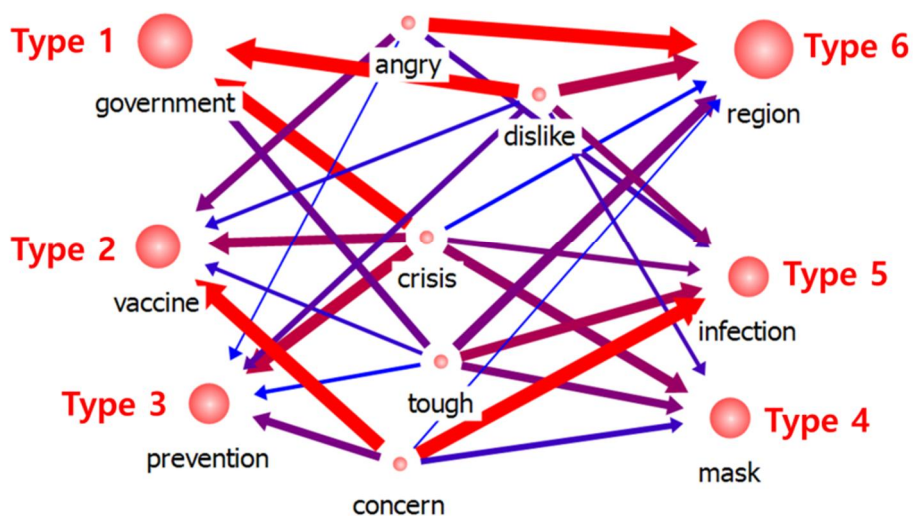 Type 1
angry
Type 6
government
dislike
region
Type 2
crisis
Type 5
vaccine
infection
Type 3
tough
Type 4
prevention
mask
concern